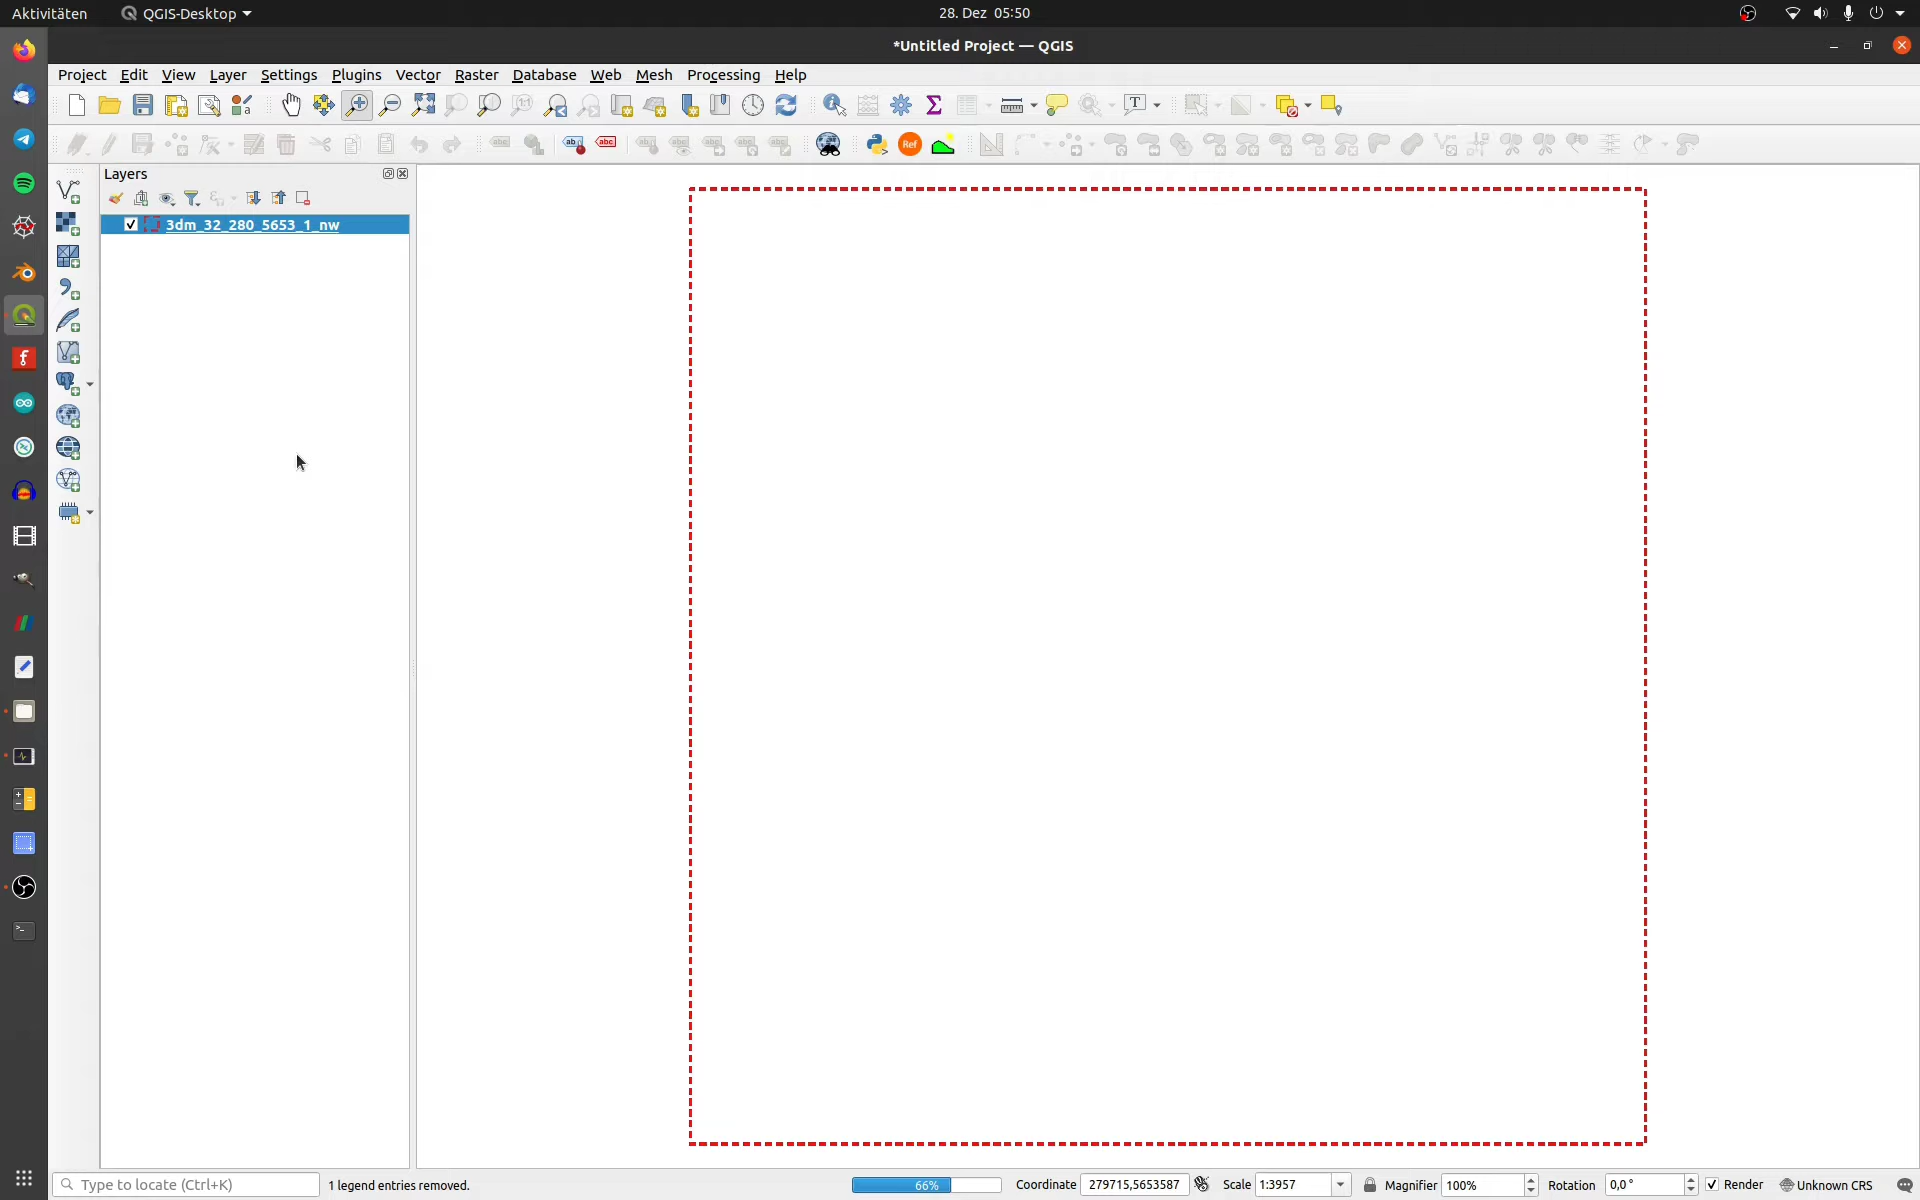 Aktivitäten
QGIS-Desktop
28. Dez 05:50
*Untitled Project — QGIS
Project Edit View Layer Settings Plugins Vector Raster Database Web Mesh Processing Help
Layers
3dm_32_280_5653_1_nw
Type to locate (Ctrl+K)
1 legend entries removed.
66%
Coordinate 279715,5653587
Scale 1:3957
Magnifier 100%
Rotation 0,0 °
Render
Unknown CRS